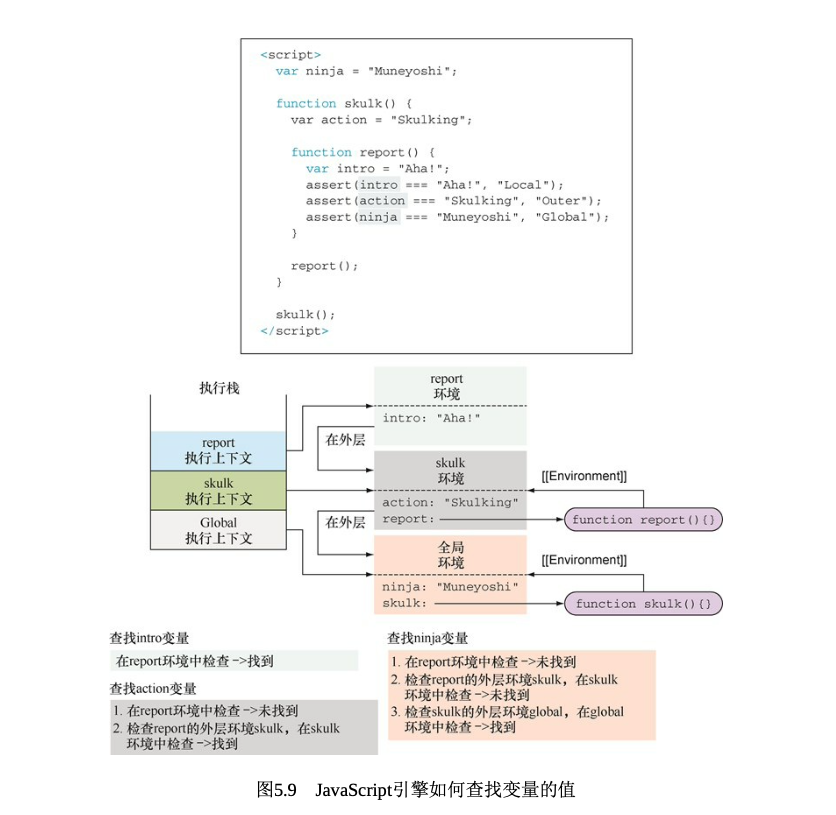 <script>
var ninja = "Muneyoshi";
function skulk() {
var action = "Skulking";
function report() {
var intro = "Aha!";
assert(intro === "Aha!", "Local");
assert(action === "Skulking", "Outer");
assert(ninja === "Muneyoshi", "Global");
}
report();
}
skulk();
</script>
执行栈
report
执行上下文
skulk
执行上下文
Global
执行上下文
report
环境
intro: "Aha!"
在外层
skulk
环境
action: "Skulking"
report:
[[Environment]]
function report(){}
在外层
全局
环境
ninja: "Muneyoshi"
skulk:
[[Environment]]
function skulk(){}
查找intro变量
在report环境中检查 –>找到
查找action变量
1. 在report环境中检查 –>未找到
2. 检查report的外层环境skulk，在skulk
环境中检查 –>找到
查找ninja变量
1. 在report环境中检查 –>未找到
2. 检查report的外层环境skulk，在skulk
环境中检查 –>未找到
3. 检查skulk的外层环境global，在global
环境中检查 –>找到
图5.9 JavaScript引擎如何查找变量的值